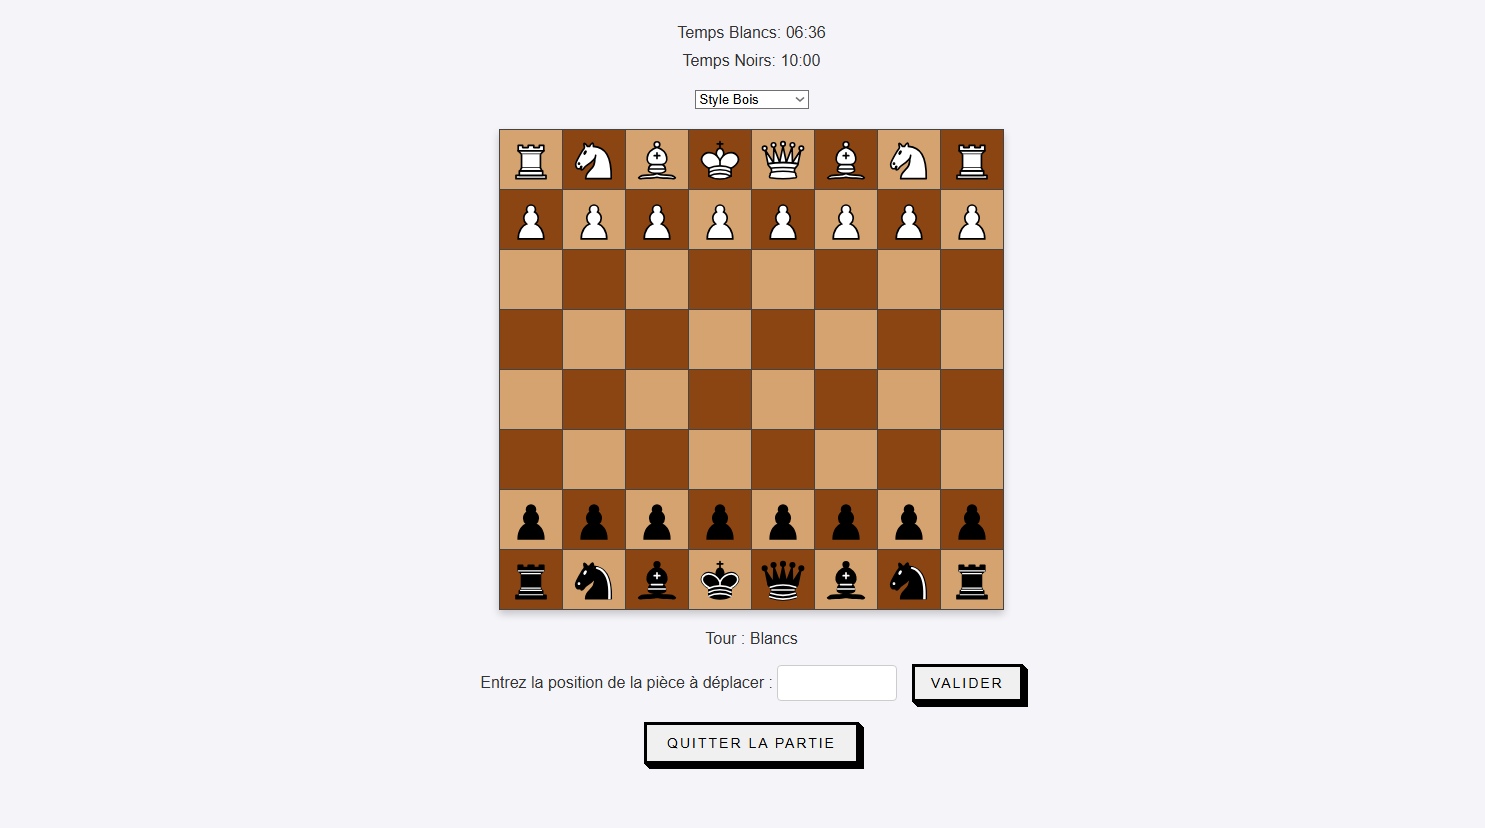 Temps Blancs: 06:36
Temps Noirs: 10:00
Style Bois
Tour : Blancs
Entrez la position de la pièce à déplacer :
VALIDER
QUITTER LA PARTIE